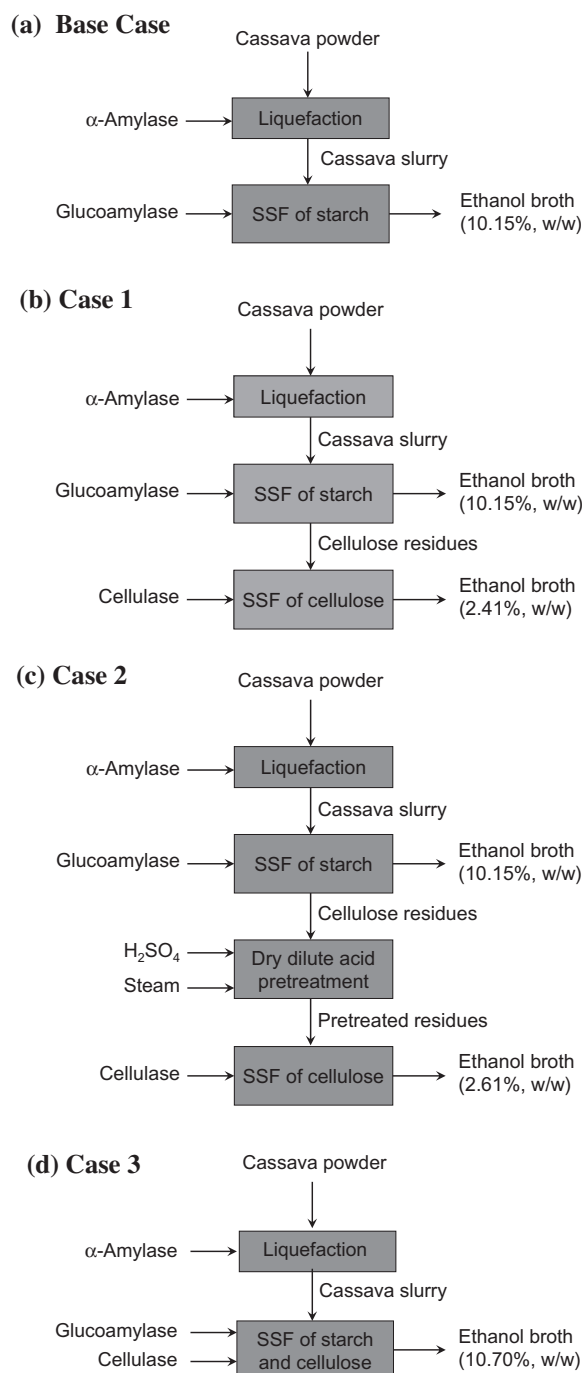 (a) Base Case
Cassava powder
α-Amylase
Liquefaction
Cassava slurry
Glucoamylase
SSF of starch
Ethanol broth
(10.15%, w/w)
(b) Case 1
Cassava powder
α-Amylase
Liquefaction
Cassava slurry
Glucoamylase
SSF of starch
Ethanol broth
(10.15%, w/w)
Cellulose residues
Cellulase
SSF of cellulose
Ethanol broth
(2.41%, w/w)
(c) Case 2
Cassava powder
α-Amylase
Liquefaction
Cassava slurry
Glucoamylase
SSF of starch
Ethanol broth
(10.15%, w/w)
Cellulose residues
H₂SO₄
Steam
Dry dilute acid
pretreatment
Pretreated residues
Cellulase
SSF of cellulose
Ethanol broth
(2.61%, w/w)
(d) Case 3
Cassava powder
α-Amylase
Liquefaction
Cassava slurry
Glucoamylase
Cellulase
SSF of starch
and cellulose
Ethanol broth
(10.70%, w/w)